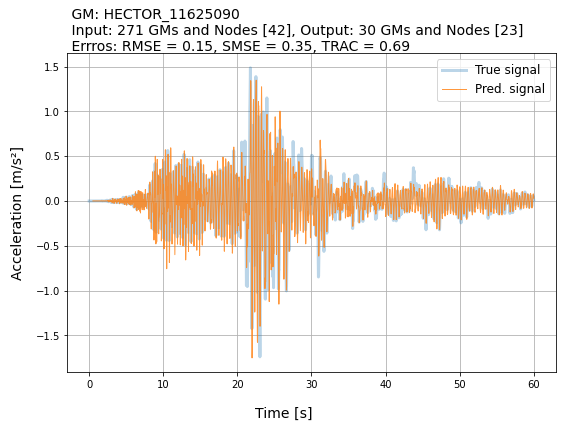 GM: HECTOR_11625090
Input: 271 GMs and Nodes [42], Output: 30 GMs and Nodes [23]
Errros: RMSE = 0.15, SMSE = 0.35, TRAC = 0.69
True signal
Pred. signal
1.5
1.0
0.5
0.0
−0.5
−1.0
−1.5
Acceleration [m/s²]
0 10 20 30 40 50 60
Time [s]